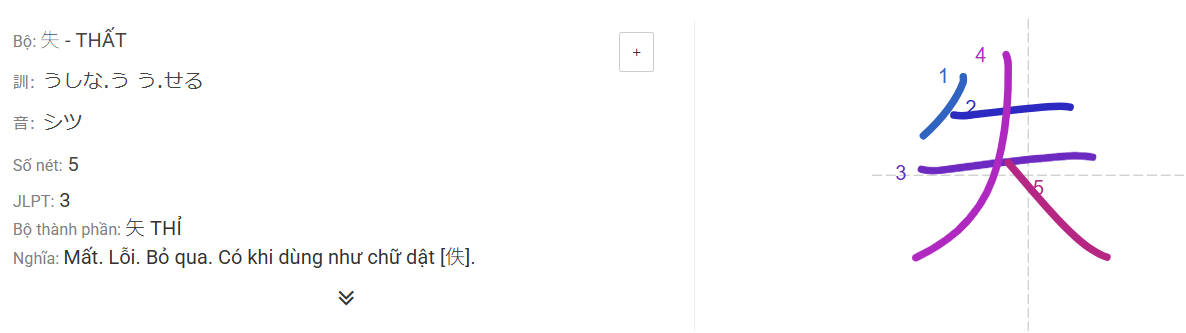 Bộ: 失 - THẤT
+
訓: うしな.う う.せる
音: シツ
Số nét: 5
JLPT: 3
Bộ thành phần: 矢 THỈ
Nghĩa: Mất. Lỗi. Bỏ qua. Có khi dùng như chữ dật [佚].
失
1
2
3
4
5